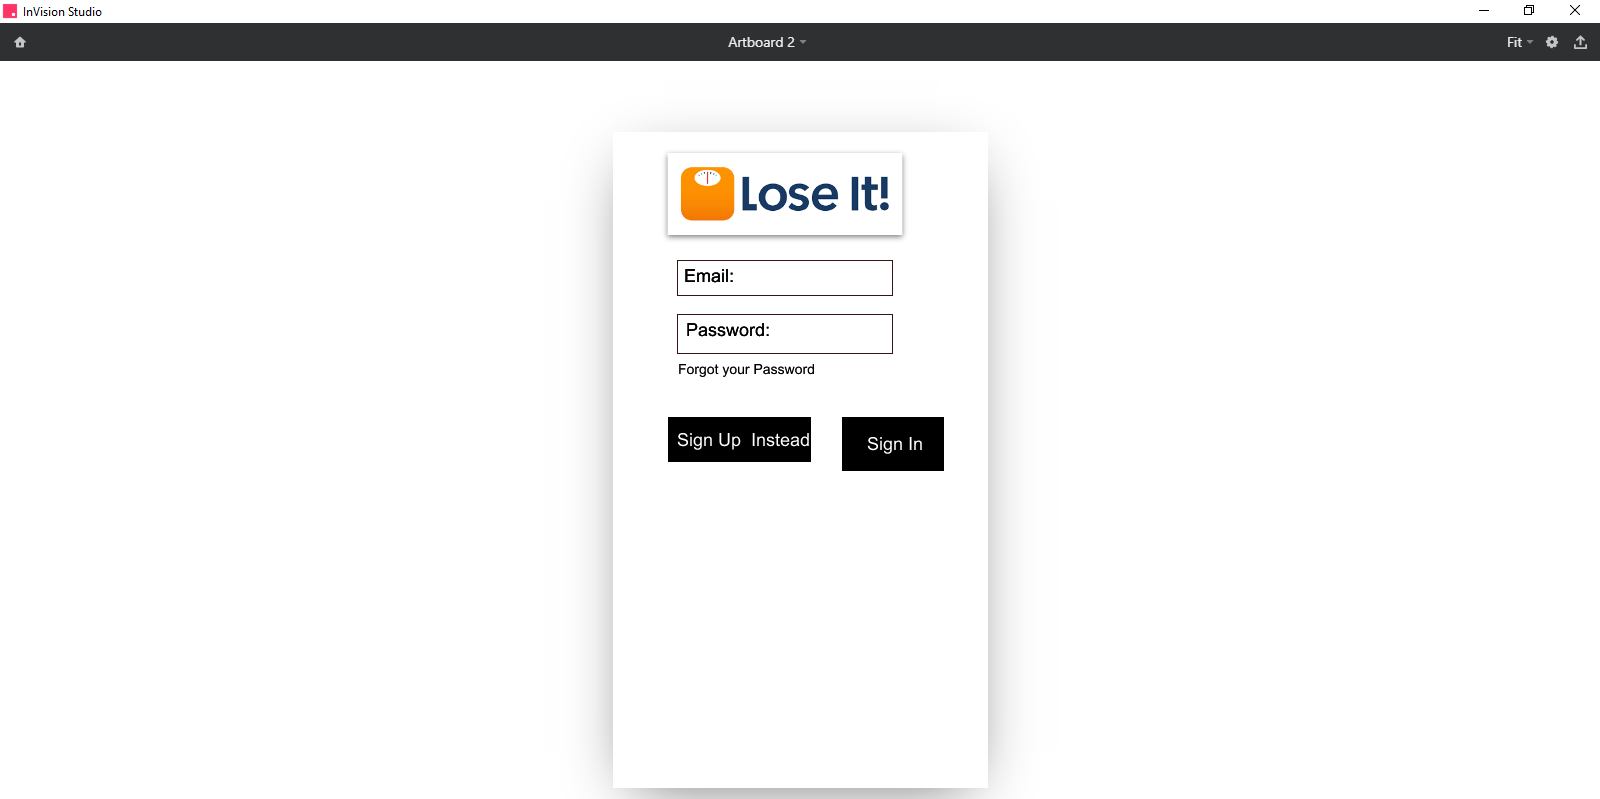 InVision Studio
Artboard 2
Fit
Lose It!
Email:
Password:
Forgot your Password
Sign Up  Instead
Sign In